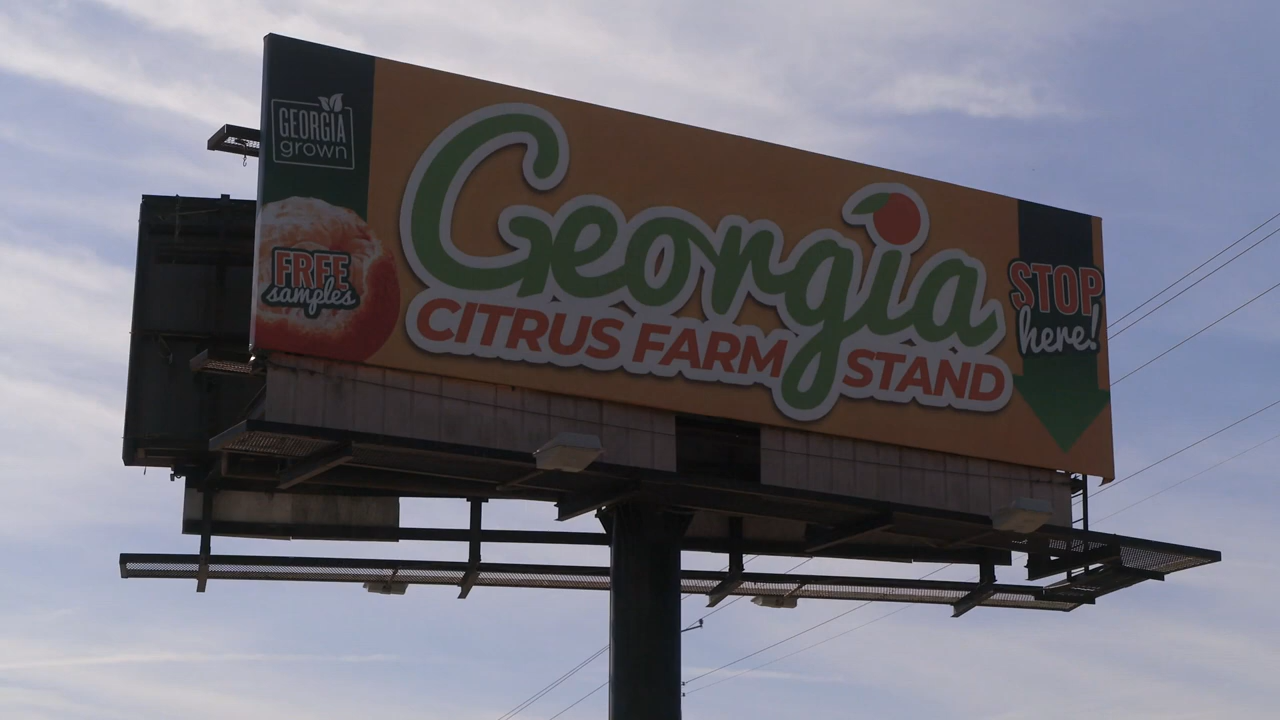 GEORGIA
grown
FREE
samples
Georgia
CITRUS FARM STAND
STOP
here!